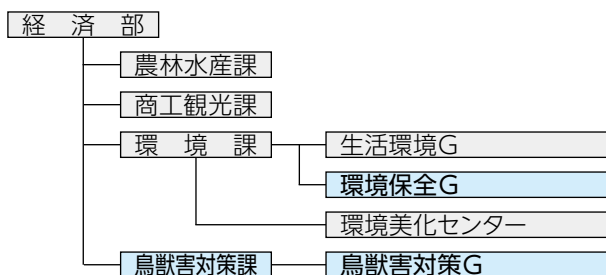 経済部
農林水産課
商工観光課
環境課
生活環境G
環境保全G
環境美化センター
鳥獣害対策課
鳥獣害対策G